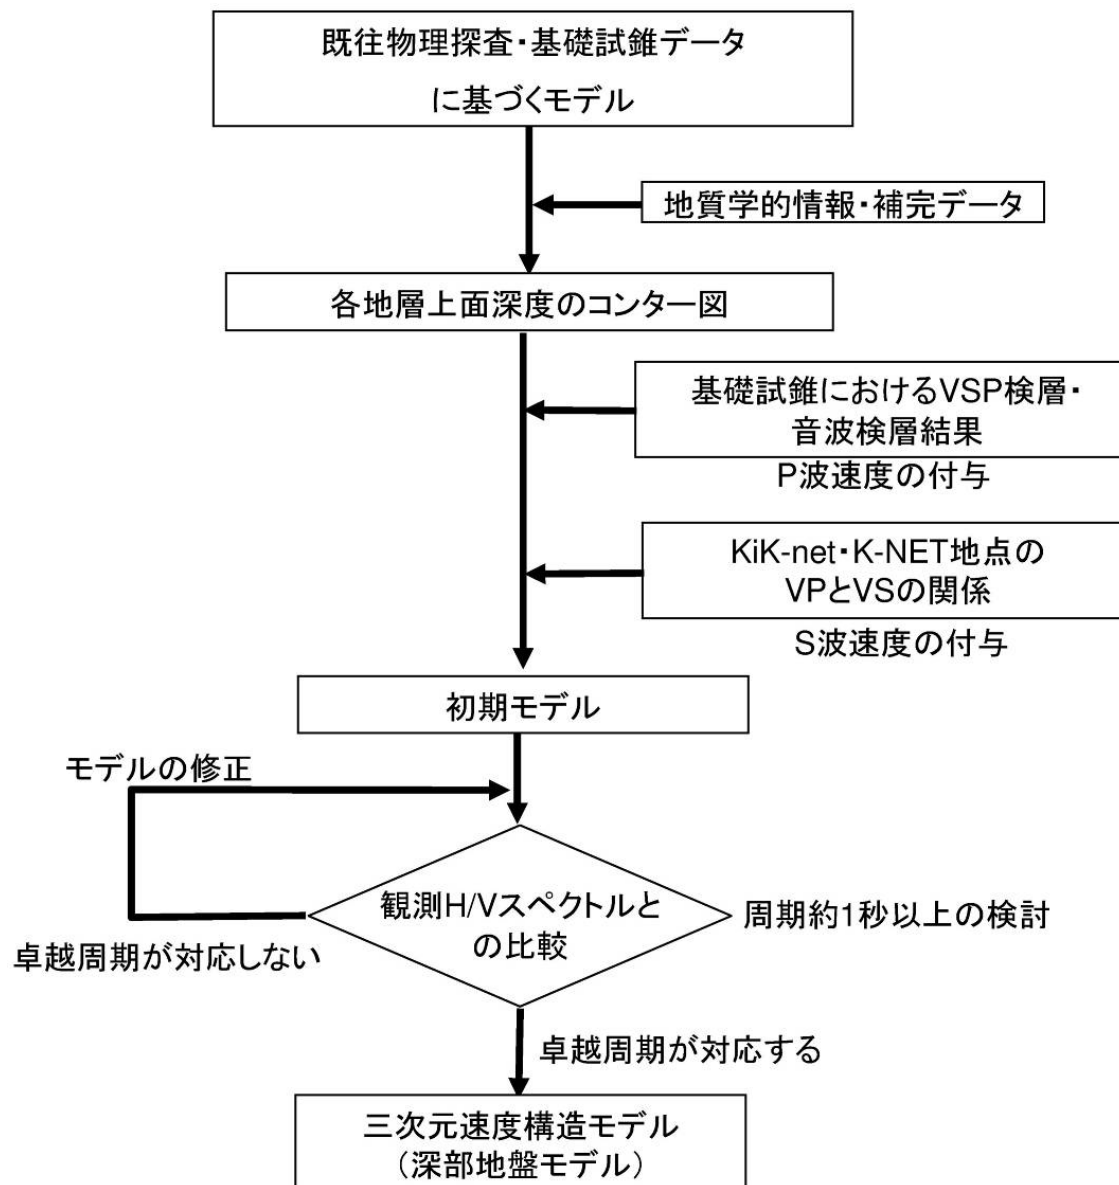 既往物理探査・基礎試錐データ
に基づくモデル
地質学的情報・補完データ
各地層上面深度のコンター図
基礎試錐におけるVSP検層・
音波検層結果
P波速度の付与
KiK-net・K-NET地点の
VPとVSの関係
S波速度の付与
初期モデル
モデルの修正
観測H/Vスペクトルと
の比較
周期約1秒以上の検討
卓越周期が対応しない
卓越周期が対応する
三次元速度構造モデル
（深部地盤モデル）